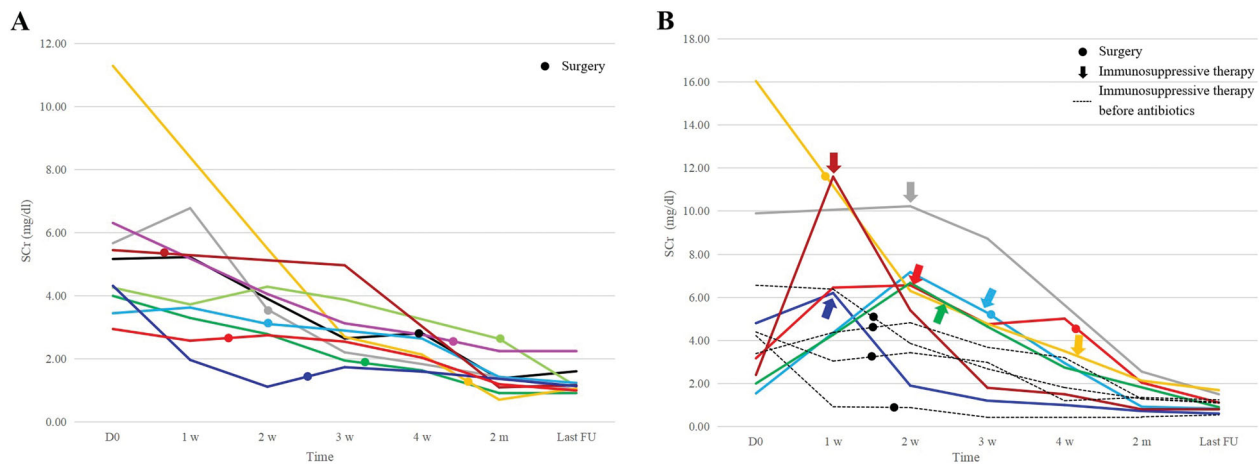 A
12.00
10.00
8.00
6.00
4.00
2.00
0.00
SCr (mg/dl)
D0
1 w
2 w
3 w
4 w
2 m
Last FU
Time
Surgery
B
18.00
16.00
14.00
12.00
10.00
8.00
6.00
4.00
2.00
0.00
SCr (mg/dl)
D0
1 w
2 w
3 w
4 w
2 m
Last FU
Time
Surgery
Immunosuppressive therapy
Immunosuppressive therapy
before antibiotics